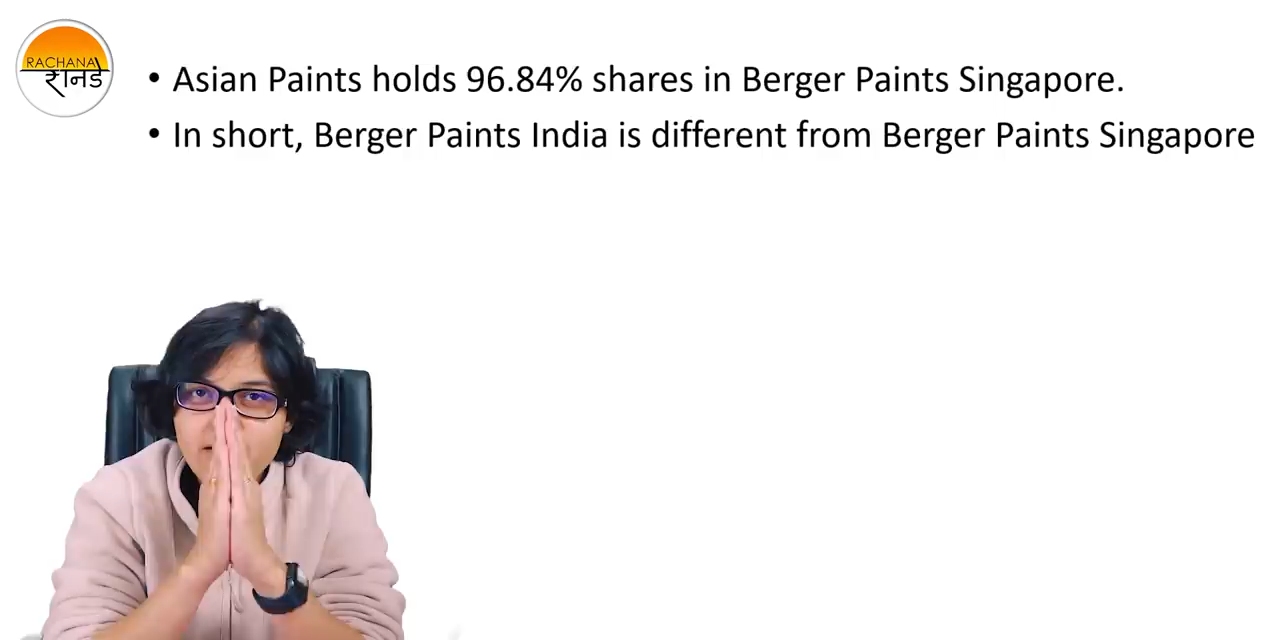 RACHANA
रानडे
• Asian Paints holds 96.84% shares in Berger Paints Singapore.
• In short, Berger Paints India is different from Berger Paints Singapore